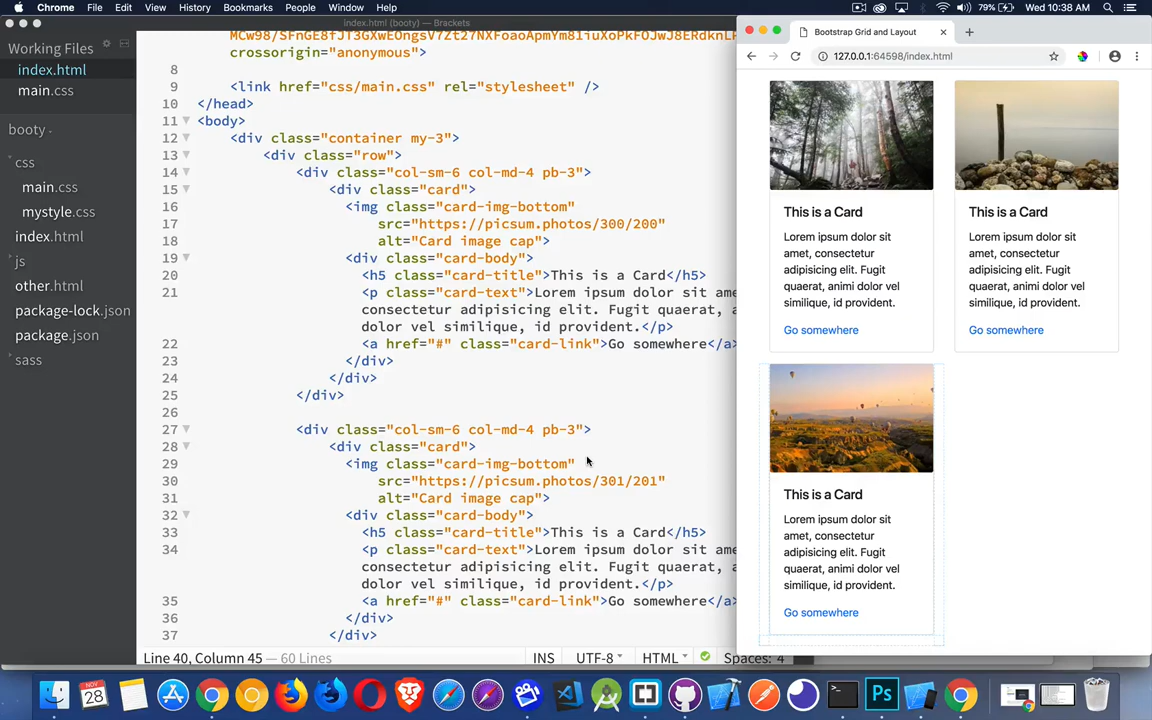 Chrome File Edit View History Bookmarks People Window Help 79% Wed 10:38 AM
index.html (booty) — Brackets
Working Files
index.html
main.css
booty
css
main.css
mystyle.css
index.html
js
other.html
package-lock.json
package.json
sass
crossorigin="anonymous">
8
9 <link href="css/main.css" rel="stylesheet" />
10 </head>
11 <body>
12 <div class="container my-3">
13 <div class="row">
14 <div class="col-sm-6 col-md-4 pb-3">
15 <div class="card">
16 <img class="card-img-bottom"
17 src="https://picsum.photos/300/200"
18 alt="Card image cap">
19 <div class="card-body">
20 <h5 class="card-title">This is a Card</h5>
21 <p class="card-text">Lorem ipsum dolor sit ame
consectetur adipisicing elit. Fugit quaerat, a
dolor vel similique, id provident.</p>
22 <a href="#" class="card-link">Go somewhere</a>
23 </div>
24 </div>
25 </div>
26
27 <div class="col-sm-6 col-md-4 pb-3">
28 <div class="card">
29 <img class="card-img-bottom"
30 src="https://picsum.photos/301/201"
31 alt="Card image cap">
32 <div class="card-body">
33 <h5 class="card-title">This is a Card</h5>
34 <p class="card-text">Lorem ipsum dolor sit ame
consectetur adipisicing elit. Fugit quaerat, a
dolor vel similique, id provident.</p>
35 <a href="#" class="card-link">Go somewhere</a>
36 </div>
37 </div>
Line 40, Column 45 — 60 Lines
INS UTF-8 HTML Spaces: 4
Bootstrap Grid and Layout
127.0.0.1:64598/index.html
This is a Card
Lorem ipsum dolor sit
amet, consectetur
adipisicing elit. Fugit
quaerat, animi dolor vel
similique, id provident.
Go somewhere
This is a Card
Lorem ipsum dolor sit
amet, consectetur
adipisicing elit. Fugit
quaerat, animi dolor vel
similique, id provident.
Go somewhere
This is a Card
Lorem ipsum dolor sit
amet, consectetur
adipisicing elit. Fugit
quaerat, animi dolor vel
similique, id provident.
Go somewhere
NOV
28
Ps